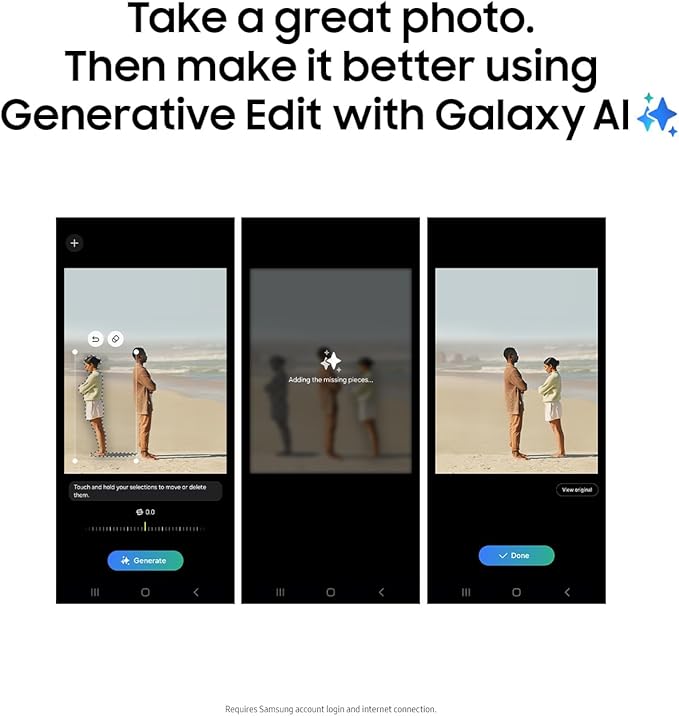 Take a great photo.
Then make it better using
Generative Edit with Galaxy AI
Adding the missing pieces...
Touch and hold your selections to move or delete
them.
0.0
Generate
View original
Done
Requires Samsung account login and internet connection.